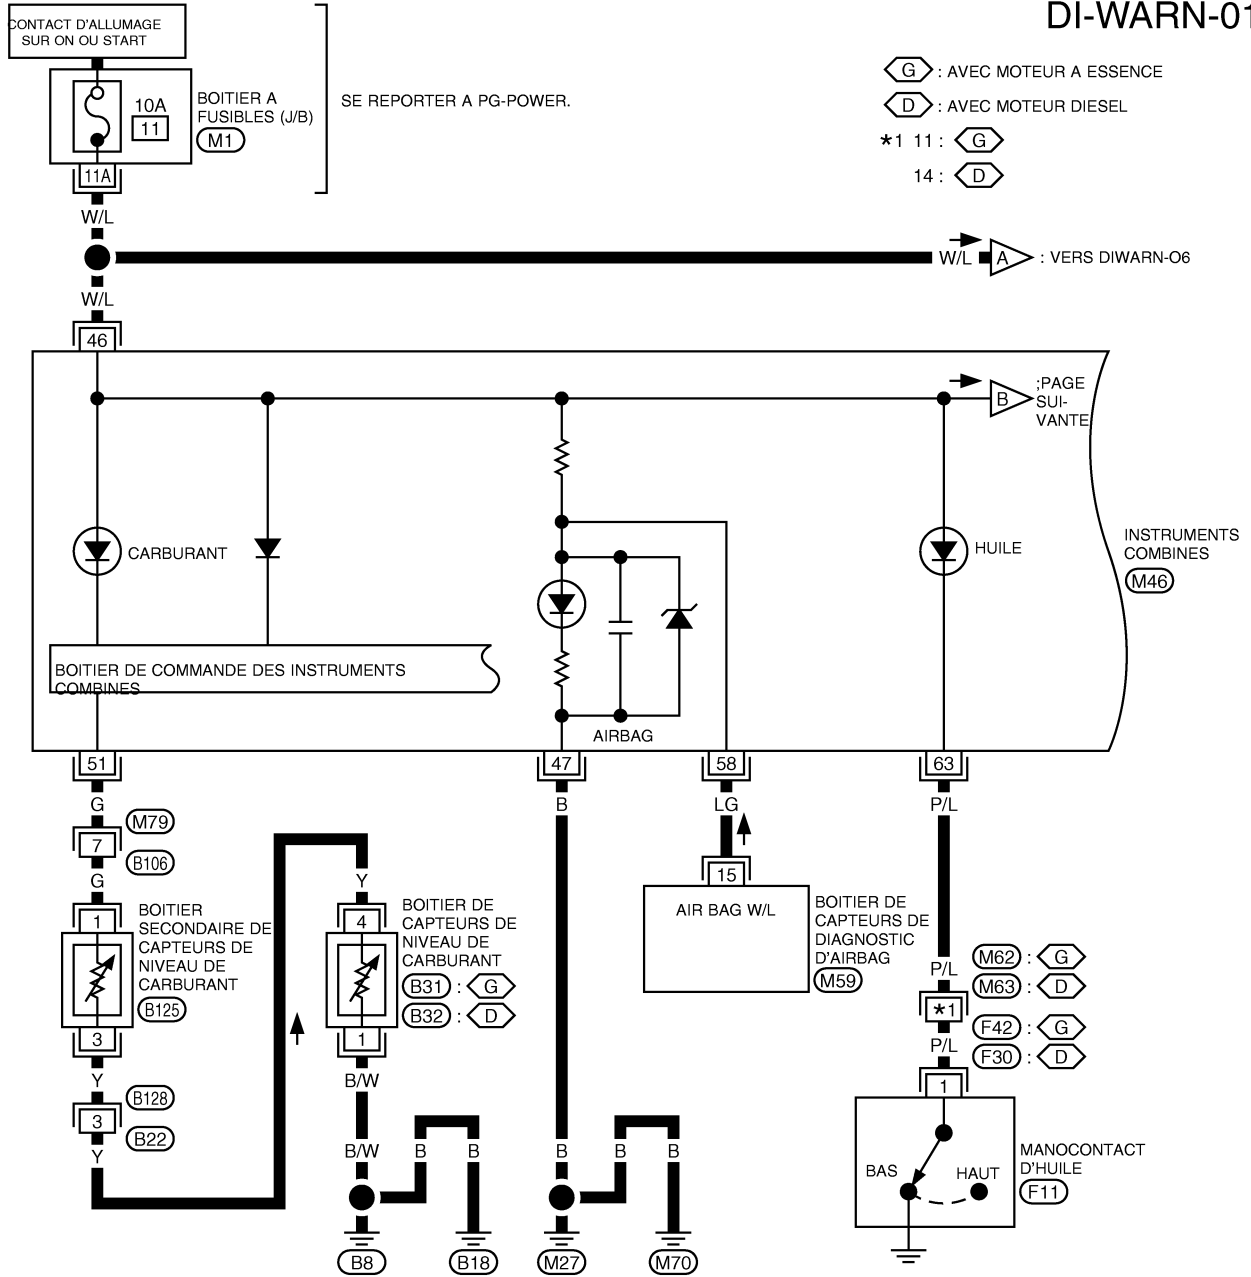 DI-WARN-01
CONTACT D'ALLUMAGE
SUR ON OU START
10A
11
BOITIER A
FUSIBLES (J/B)
M1
SE REPORTER A PG-POWER.
G : AVEC MOTEUR A ESSENCE
D : AVEC MOTEUR DIESEL
*1 11 : G
14 : D
11A
W/L
W/L A : VERS DIWARN-O6
W/L
46
B ;PAGE
SUI-
VANTE
CARBURANT
HUILE
INSTRUMENTS
COMBINES
M46
BOITIER DE COMMANDE DES INSTRUMENTS
COMBINES
AIRBAG
51 47 58 63
G B LG P/L
M79
7
B106
G
Y
1
BOITIER
SECONDAIRE DE
CAPTEURS DE
NIVEAU DE
CARBURANT
B125
3
4
BOITIER DE
CAPTEURS DE
NIVEAU DE
CARBURANT
B31 : G
B32 : D
1
15
AIR BAG W/L
BOITIER DE
CAPTEURS DE
DIAGNOSTIC
D'AIRBAG
M59
P/L
M62 : G
M63 : D
*1
F42 : G
F30 : D
P/L
1
Y
B128
3
B22
Y
B/W
B/W B B B B B
BAS HAUT
MANOCONTACT
D'HUILE
F11
B8 B18 M27 M70